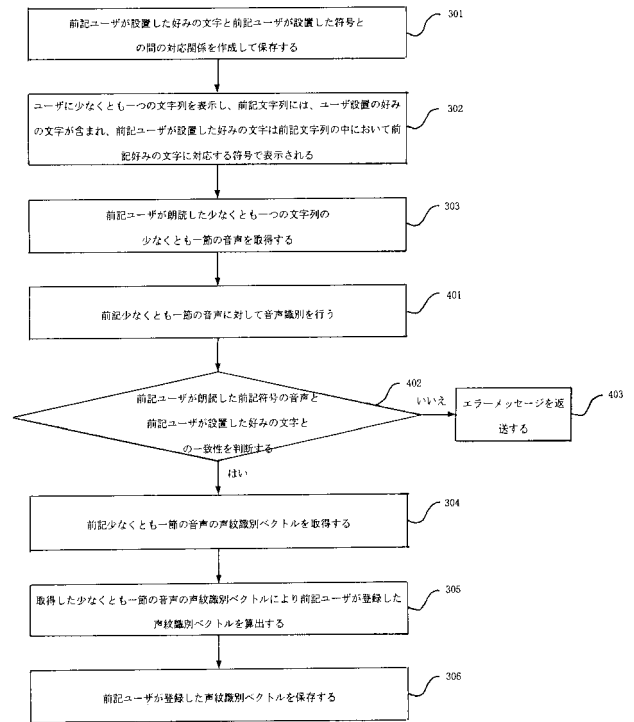 前記ユーザが設置した好みの文字と前記ユーザが設置した符号と
の間の対応関係を作成して保存する
301
ユーザに少なくとも一つの文字列を表示し、前記文字列には、ユーザ設置の好み
の文字が含まれ、前記ユーザが設置した好みの文字は前記文字列の中において前
記好みの文字に対応する符号で表示される
302
前記ユーザが朗読した少なくとも一つの文字列の
少なくとも一節の音声を取得する
303
前記少なくとも一節の音声に対して音声識別を行う
401
前記ユーザが朗読した前記符号の音声と
前記ユーザが設置した好みの文字と
の一致性を判断する
402
いいえ
エラーメッセージを返
送する
403
はい
前記少なくとも一節の音声の声紋識別ベクトルを取得する
304
取得した少なくとも一節の音声の声紋識別ベクトルにより前記ユーザが登録した
声紋識別ベクトルを算出する
305
前記ユーザが登録した声紋識別ベクトルを保存する
306